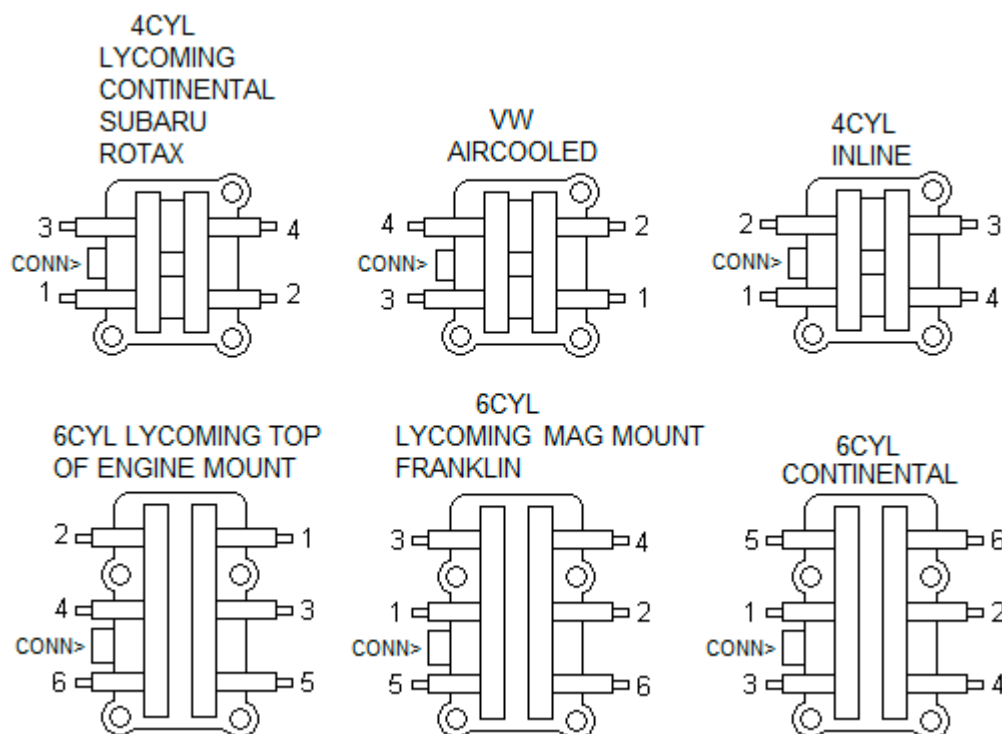 4CYL
LYCOMING
CONTINENTAL
SUBARU
ROTAX
3 4
CONN>
1 2
VW
AIRCOOLED
4 2
CONN>
3 1
4CYL
INLINE
2 3
CONN>
1 4
6CYL LYCOMING TOP
OF ENGINE MOUNT
2 1
4 3
CONN>
6 5
6CYL
LYCOMING MAG MOUNT
FRANKLIN
3 4
1 2
CONN>
5 6
6CYL
CONTINENTAL
5 6
1 2
CONN>
3 4